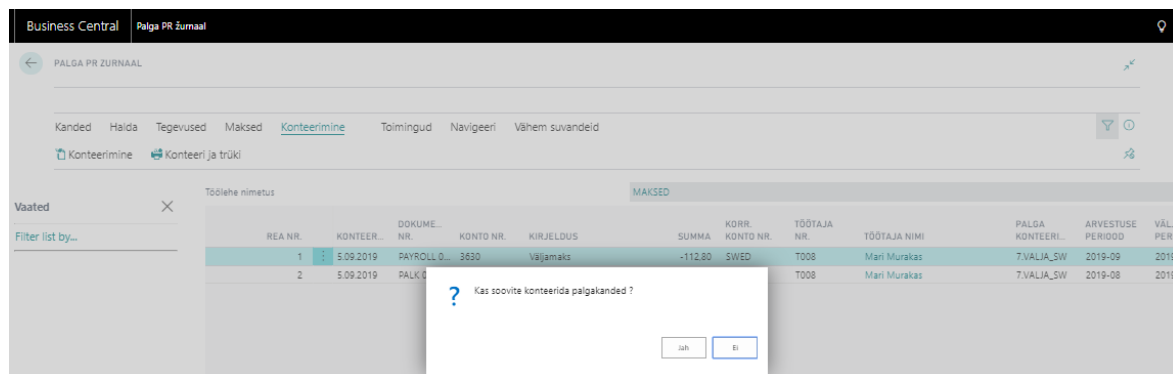 Business Central Palga PR žurnaal
PALGA PR ZURNAAL
Kanded Halda Tegevused Maksed Konteerimine Toimingud Navigeeri Vähem suvandeid
Konteerimine Konteeri ja trüki
Töölehe nimetus MAKSED
Vaated
Filter list by...
REA NR. KONTEER... DOKUME... NR. KONTO NR. KIRJELDUS SUMMA KORR. KONTO NR. TÖÖTAJA NR. TÖÖTAJA NIMI PALGA KONTEERI... ARVESTUSE PERIOOD
1 5.09.2019 PAYROLL 0... 3630 Väljamaks -112,80 SWED T008 Mari Murakas 7.VALJA_SW 2019-09
2 5.09.2019 PALK T008 Mari Murakas 7.VALJA_SW 2019-08
? Kas soovite konteerida palgakanded ?
Jah Ei